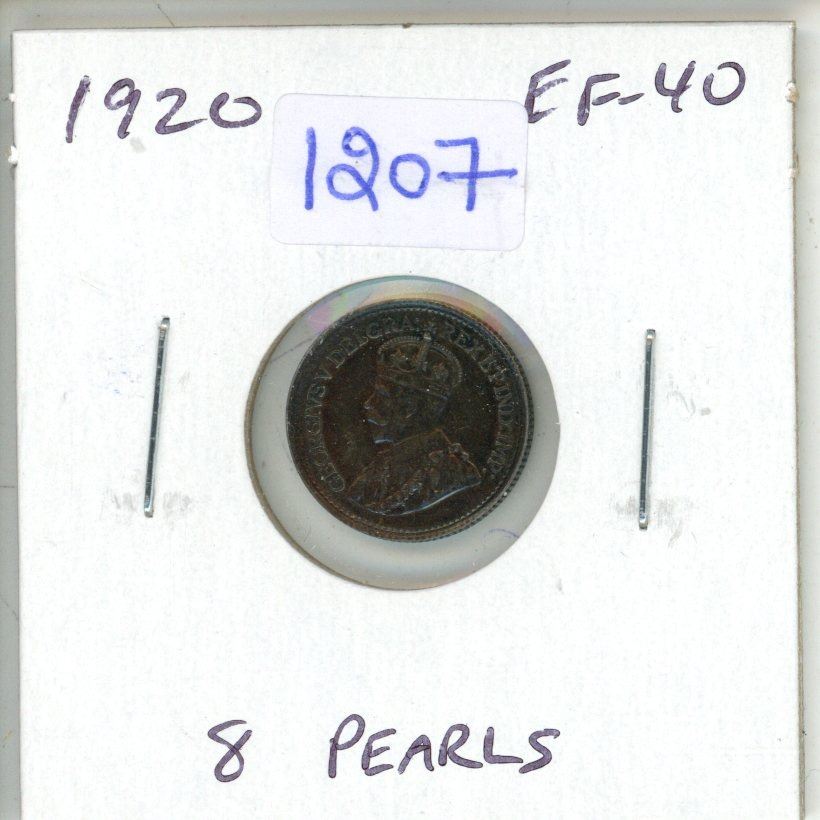 1920 EF-40
1207
GEORGIVS V DEI GRA: REX ET IND: IMP:
8 PEARLS